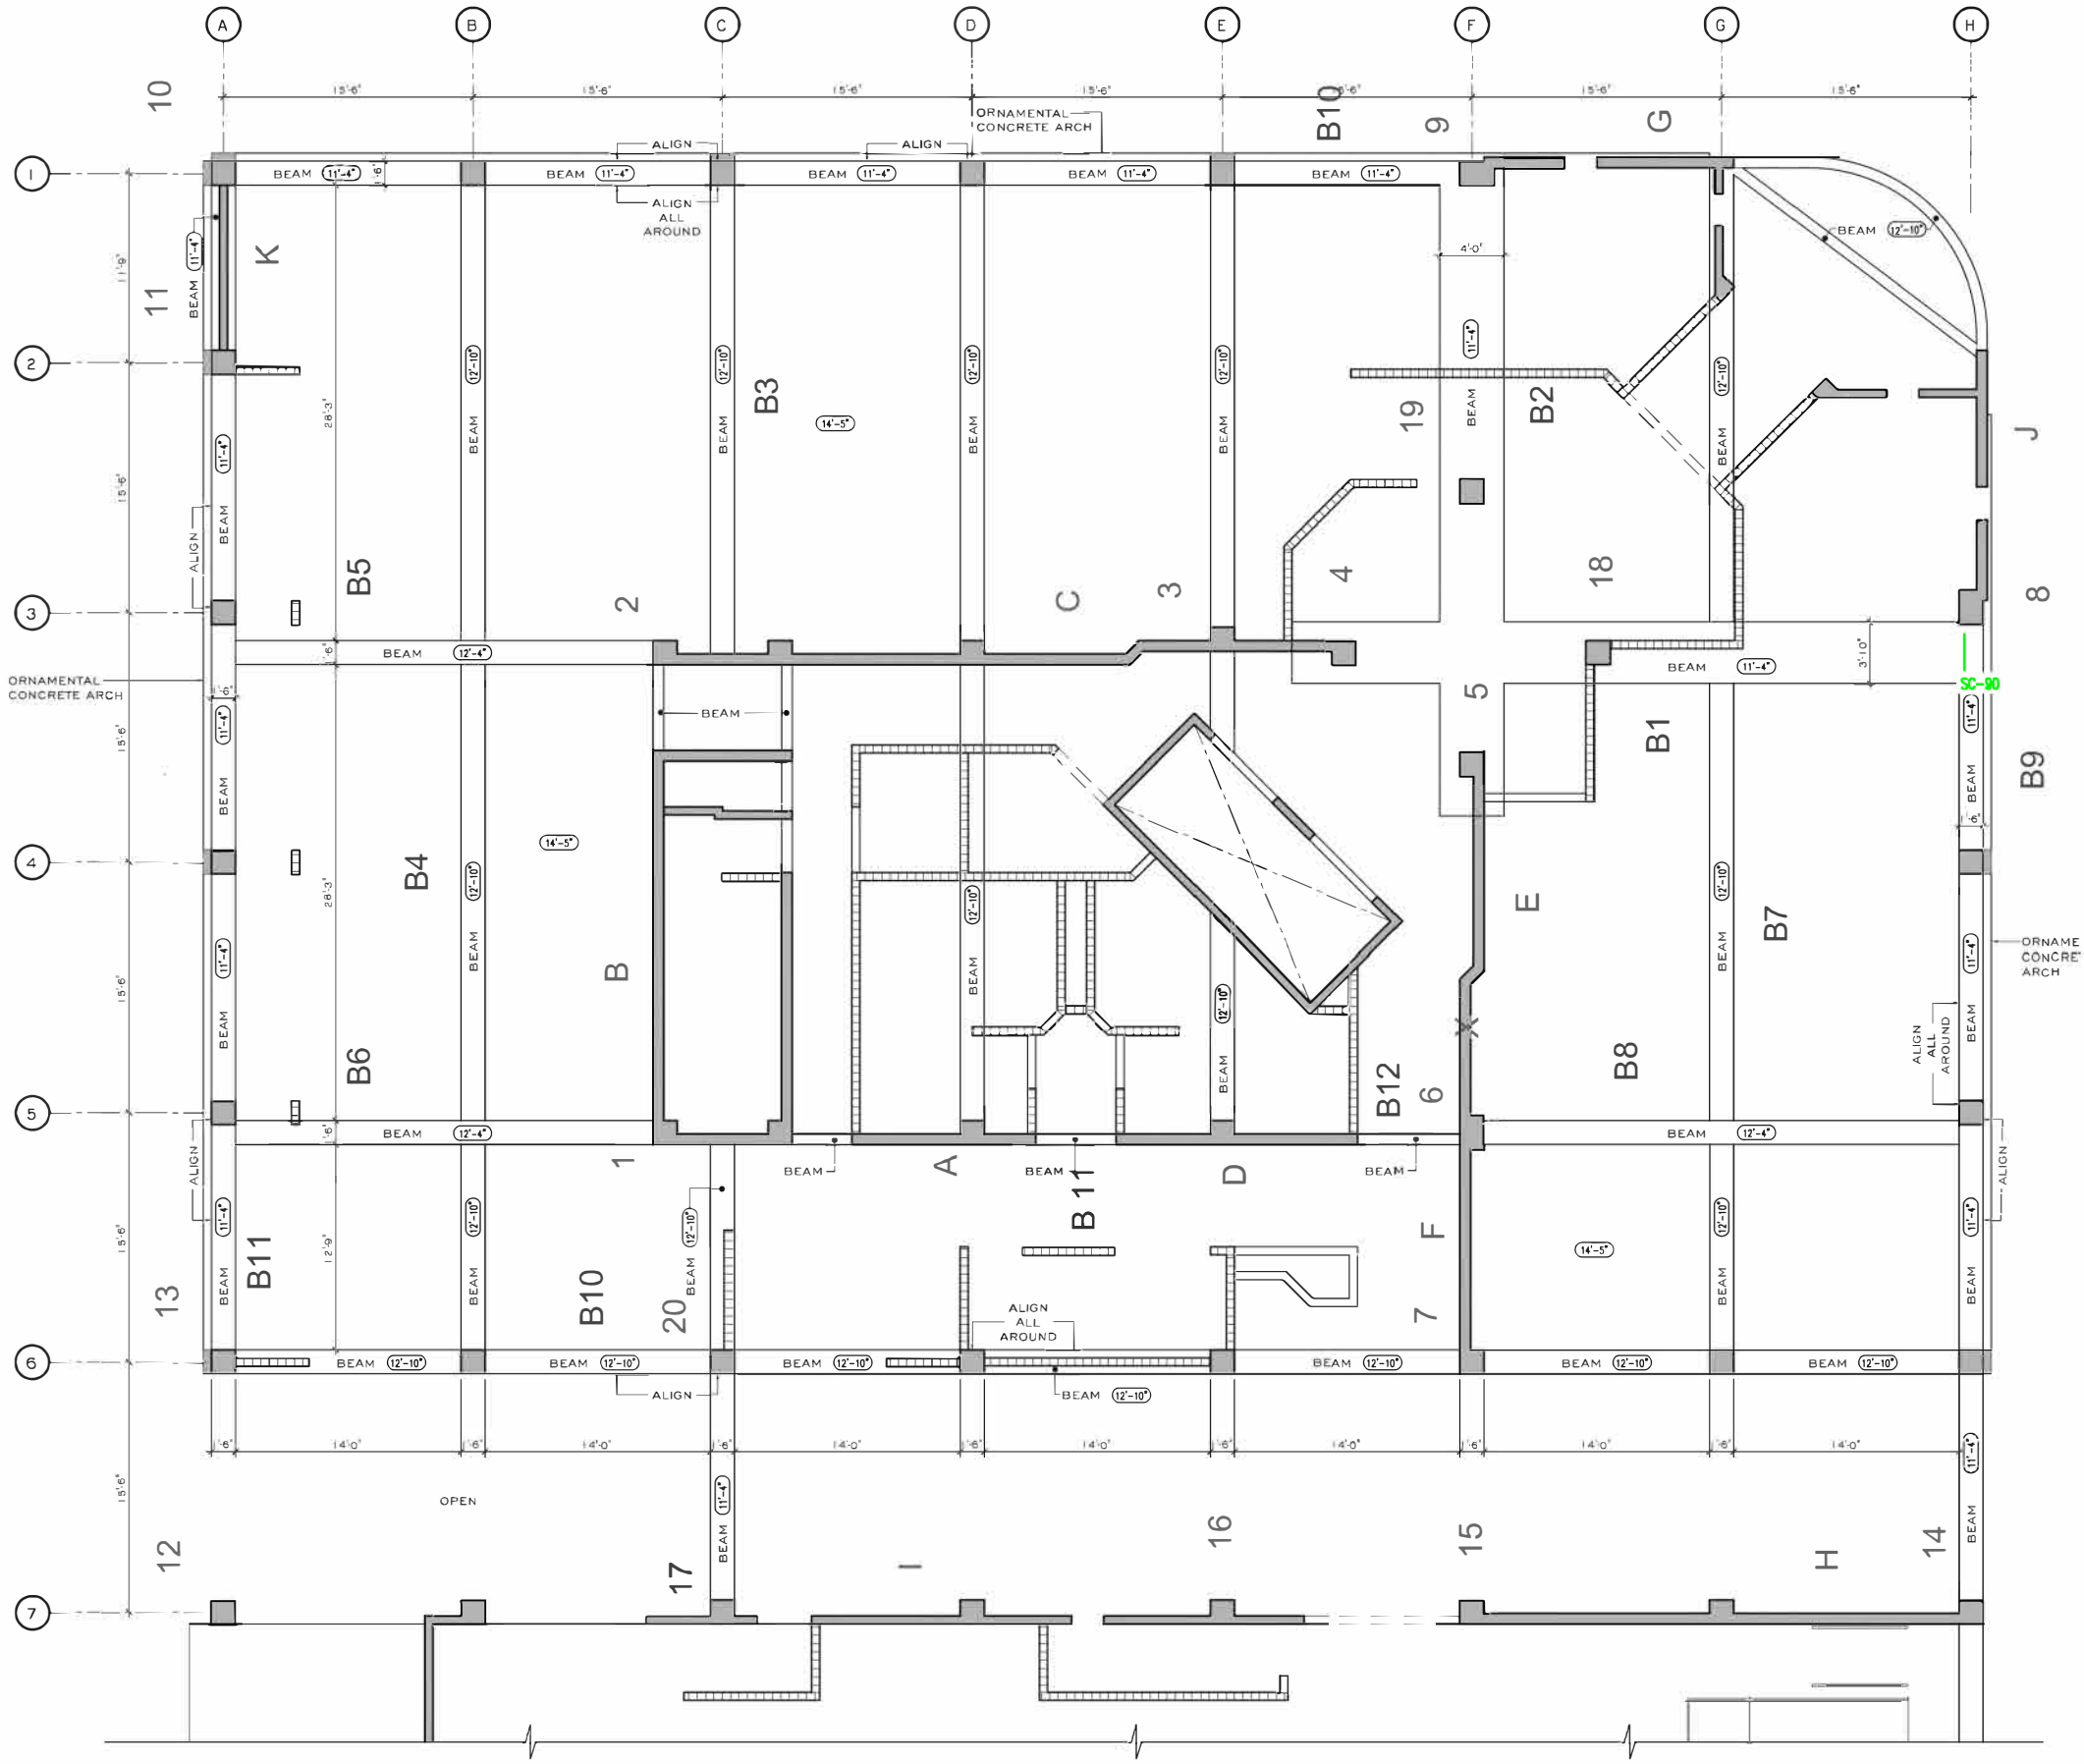 A B C D E F G H
10
15'-6" 15'-6" 15'-6" 15'-6" 15'-6" 15'-6" 15'-6"
B10
9
G
ORNAMENTAL
CONCRETE ARCH
ALIGN
ALIGN
1
BEAM 11'-4"
1'-6"
BEAM 11'-4"
BEAM 11'-4"
BEAM 11'-4"
BEAM 11'-4"
ALIGN
ALL
AROUND
BEAM 12'-10"
4'-0"
11'-9"
11
BEAM 11'-4"
K
2
28'-3"
BEAM 12'-10"
BEAM 12'-10"
B3
14'-5"
BEAM 12'-10"
BEAM 12'-10"
19
BEAM 11'-4"
B2
BEAM 12'-10"
J
15'-6"
ALIGN
BEAM 11'-4"
B5
2
C
3
4
18
8
3
1'-6"
BEAM 12'-4"
BEAM 11'-4"
3'-10"
SC-90
ORNAMENTAL
CONCRETE ARCH
1'-6"
BEAM
5
B1
B9
15'-6"
BEAM 11'-4"
BEAM 11'-4"
1'-6"
4
14'-5"
B4
28'-3"
BEAM 12'-10"
BEAM 12'-10"
BEAM 12'-10"
E
B7
BEAM 12'-10"
BEAM 11'-4"
ORNAME
CONCRE
ARCH
15'-6"
BEAM 11'-4"
B
X
B6
B12
6
B8
ALIGN
ALL
AROUND
BEAM 11'-4"
5
1'-6"
BEAM 12'-4"
BEAM 12'-4"
ALIGN
1
BEAM
A
BEAM
D
BEAM
ALIGN
B 11
F
15'-6"
BEAM 11'-4"
B11
12'-9"
BEAM 12'-10"
B10
20
BEAM 12'-10"
14'-5"
BEAM 12'-10"
13
7
ALIGN
ALL
AROUND
6
BEAM 12'-10"
BEAM 12'-10"
BEAM 12'-10"
BEAM 12'-10"
BEAM 12'-10"
BEAM 12'-10"
ALIGN
BEAM 12'-10"
1'-6" 14'-0" 1'-6" 14'-0" 1'-6" 14'-0" 1'-6" 14'-0" 1'-6" 14'-0" 1'-6" 14'-0" 1'-6" 14'-0"
15'-6"
OPEN
BEAM 11'-4"
BEAM 11'-4"
12
17
I
16
15
H
14
7